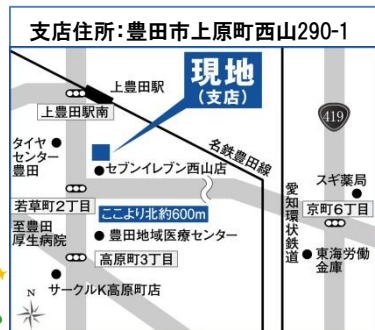 支店住所:豊田市上原町西山290-1
上豊田駅
現地
(支店)
上豊田駅南
419
名鉄豊田線
タイヤ
センター
豊田
セブンイレブン西山店
スギ薬局
若草町2丁目
ここより北約600m
京町6丁目
愛知環状鉄道
至豊田
厚生病院
豊田地域医療センター
高原町3丁目
東海労働
金庫
サークルK高原町店
N